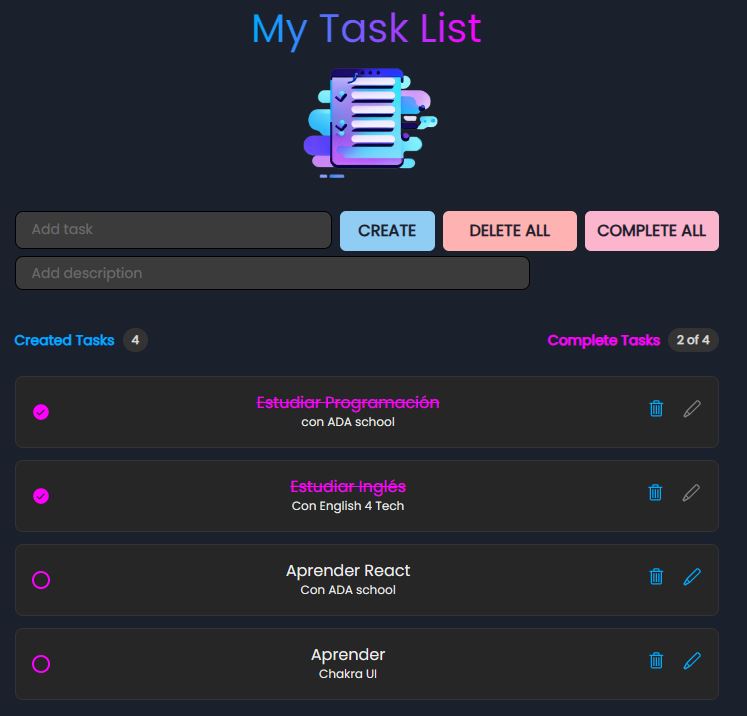 My Task List
Add task
CREATE
DELETE ALL
COMPLETE ALL
Add description
Created Tasks 4
Complete Tasks 2 of 4
Estudiar Programación
con ADA school
Estudiar Inglés
Con English 4 Tech
Aprender React
Con ADA school
Aprender
Chakra UI